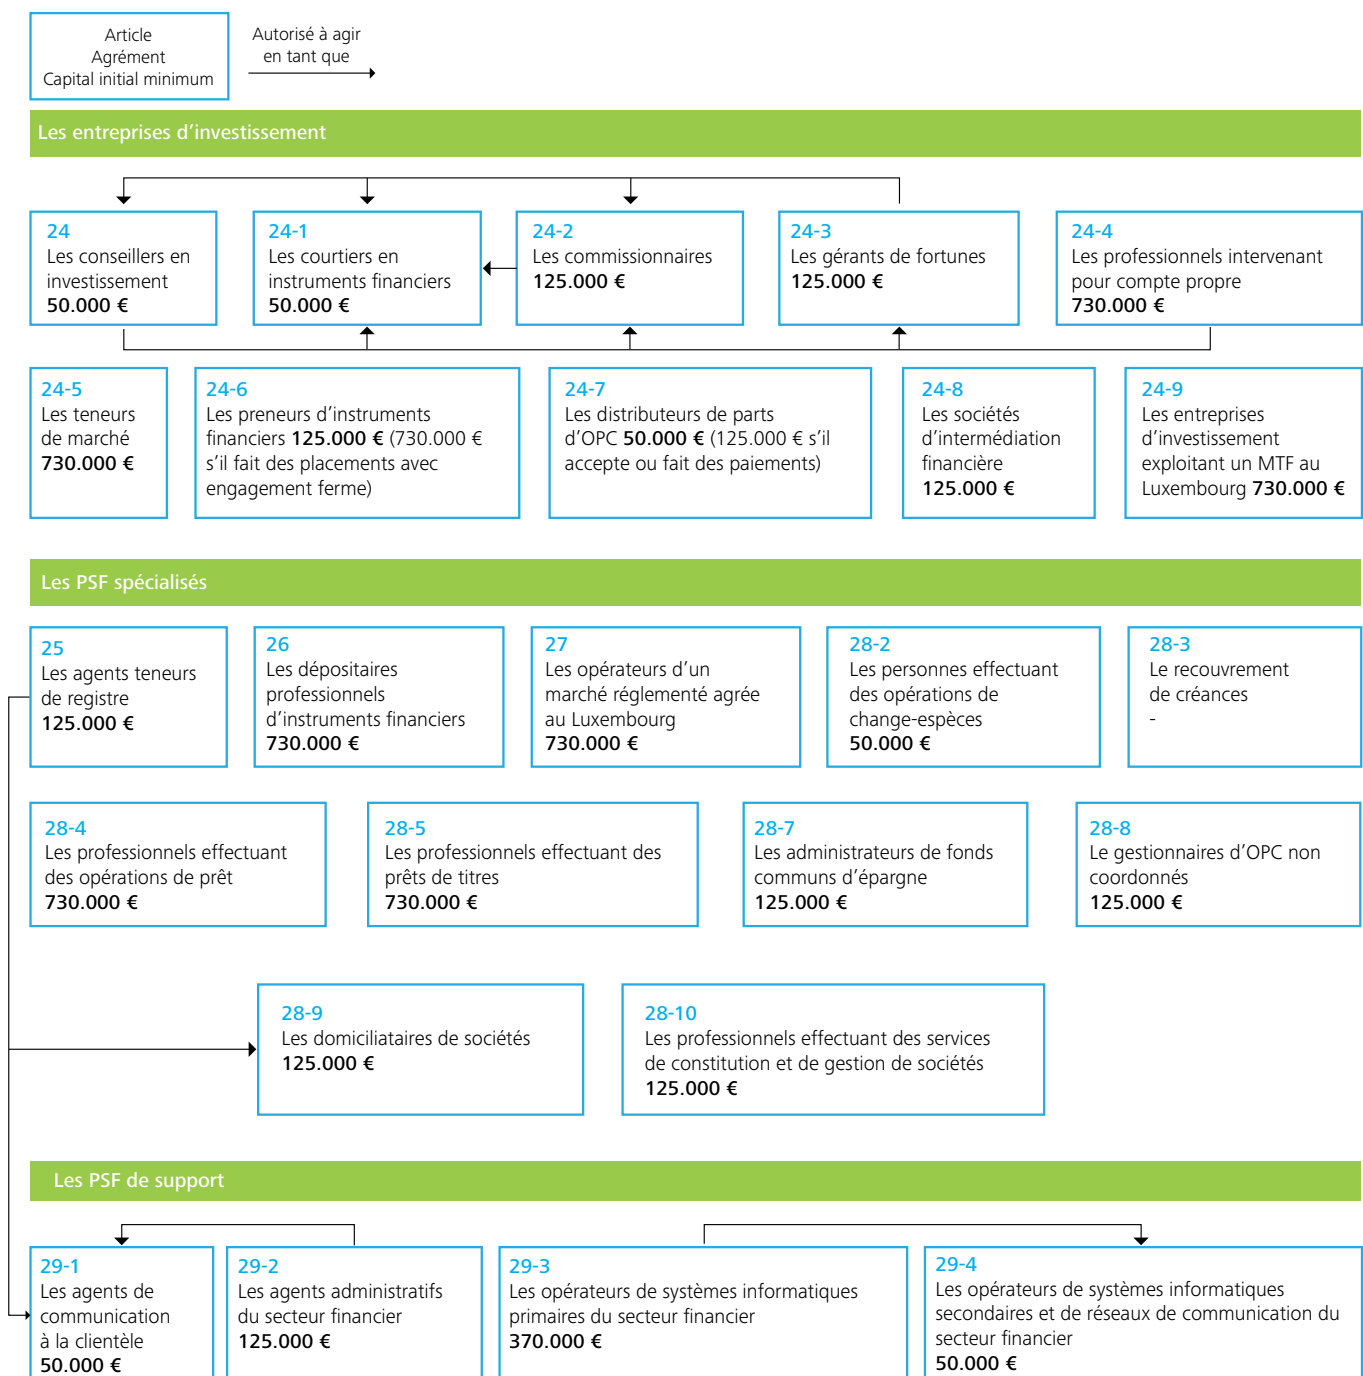 Article
Agrément
Capital initial minimum
Autorisé à agir
en tant que
Les entreprises d’investissement
24
Les conseillers en
investissement
50.000 €
24-1
Les courtiers en
instruments financiers
50.000 €
24-2
Les commissionnaires
125.000 €
24-3
Les gérants de fortunes
125.000 €
24-4
Les professionnels intervenant
pour compte propre
730.000 €
24-5
Les teneurs
de marché
730.000 €
24-6
Les preneurs d’instruments
financiers 125.000 € (730.000 €
s’il fait des placements avec
engagement ferme)
24-7
Les distributeurs de parts
d’OPC 50.000 € (125.000 € s’il
accepte ou fait des paiements)
24-8
Les sociétés
d’intermédiation
financière
125.000 €
24-9
Les entreprises
d’investissement
exploitant un MTF au
Luxembourg 730.000 €
Les PSF spécialisés
25
Les agents teneurs
de registre
125.000 €
26
Les dépositaires
professionnels
d’instruments financiers
730.000 €
27
Les opérateurs d’un
marché réglementé agrée
au Luxembourg
730.000 €
28-2
Les personnes effectuant
des opérations de
change-espèces
50.000 €
28-3
Le recouvrement
de créances
-
28-4
Les professionnels effectuant
des opérations de prêt
730.000 €
28-5
Les professionnels effectuant des
prêts de titres
730.000 €
28-7
Les administrateurs de fonds
communs d’épargne
125.000 €
28-8
Le gestionnaires d’OPC non
coordonnés
125.000 €
28-9
Les domiciliataires de sociétés
125.000 €
28-10
Les professionnels effectuant des services
de constitution et de gestion de sociétés
125.000 €
Les PSF de support
29-1
Les agents de
communication
à la clientèle
50.000 €
29-2
Les agents administratifs
du secteur financier
125.000 €
29-3
Les opérateurs de systèmes informatiques
primaires du secteur financier
370.000 €
29-4
Les opérateurs de systèmes informatiques
secondaires et de réseaux de communication du
secteur financier
50.000 €